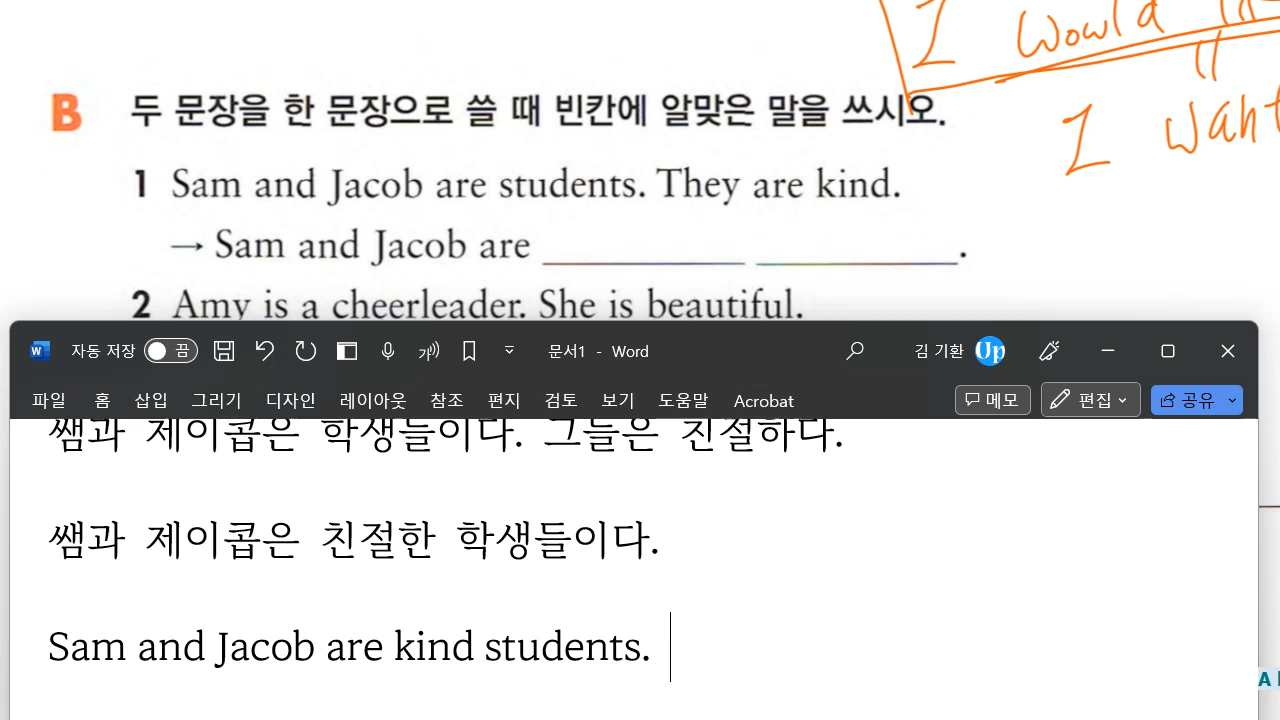 I would
I want
B 두 문장을 한 문장으로 쓸 때 빈칸에 알맞은 말을 쓰시오.
1 Sam and Jacob are students. They are kind.
→ Sam and Jacob are ____________ ____________.
2 Amy is a cheerleader. She is beautiful.
자동 저장 끔 가)) 문서1 - Word 김 기환 Up
파일 홈 삽입 그리기 디자인 레이아웃 참조 편지 검토 보기 도움말 Acrobat 메모 편집 공유
쌤과 제이콥은 학생들이다. 그들은 친절하다.
쌤과 제이콥은 친절한 학생들이다.
Sam and Jacob are kind students.